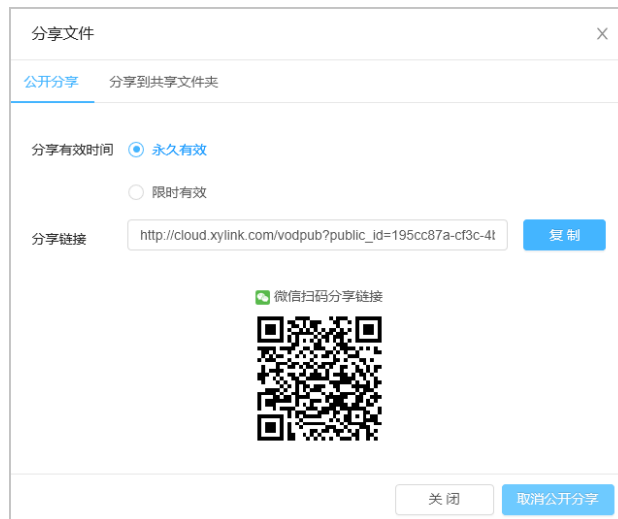 分享文件
公开分享 分享到共享文件夹
分享有效时间 永久有效
限时有效
分享链接 http://cloud.xylink.com/vodpub?public_id=195cc87a-cf3c-4b 复制
微信扫码分享链接
关闭 取消公开分享